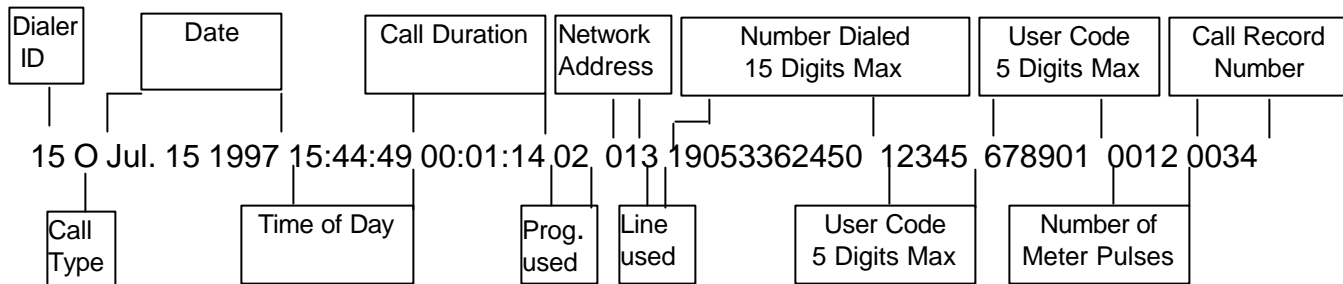 Dialer
ID
Date
Call Duration
Network
Address
Number Dialed
15 Digits Max
User Code
5 Digits Max
Call Record
Number
15 O Jul. 15 1997 15:44:49 00:01:14 02 013 19053362450 12345 678901 0012 0034
Call
Type
Time of Day
Prog.
used
Line
used
User Code
5 Digits Max
Number of
Meter Pulses